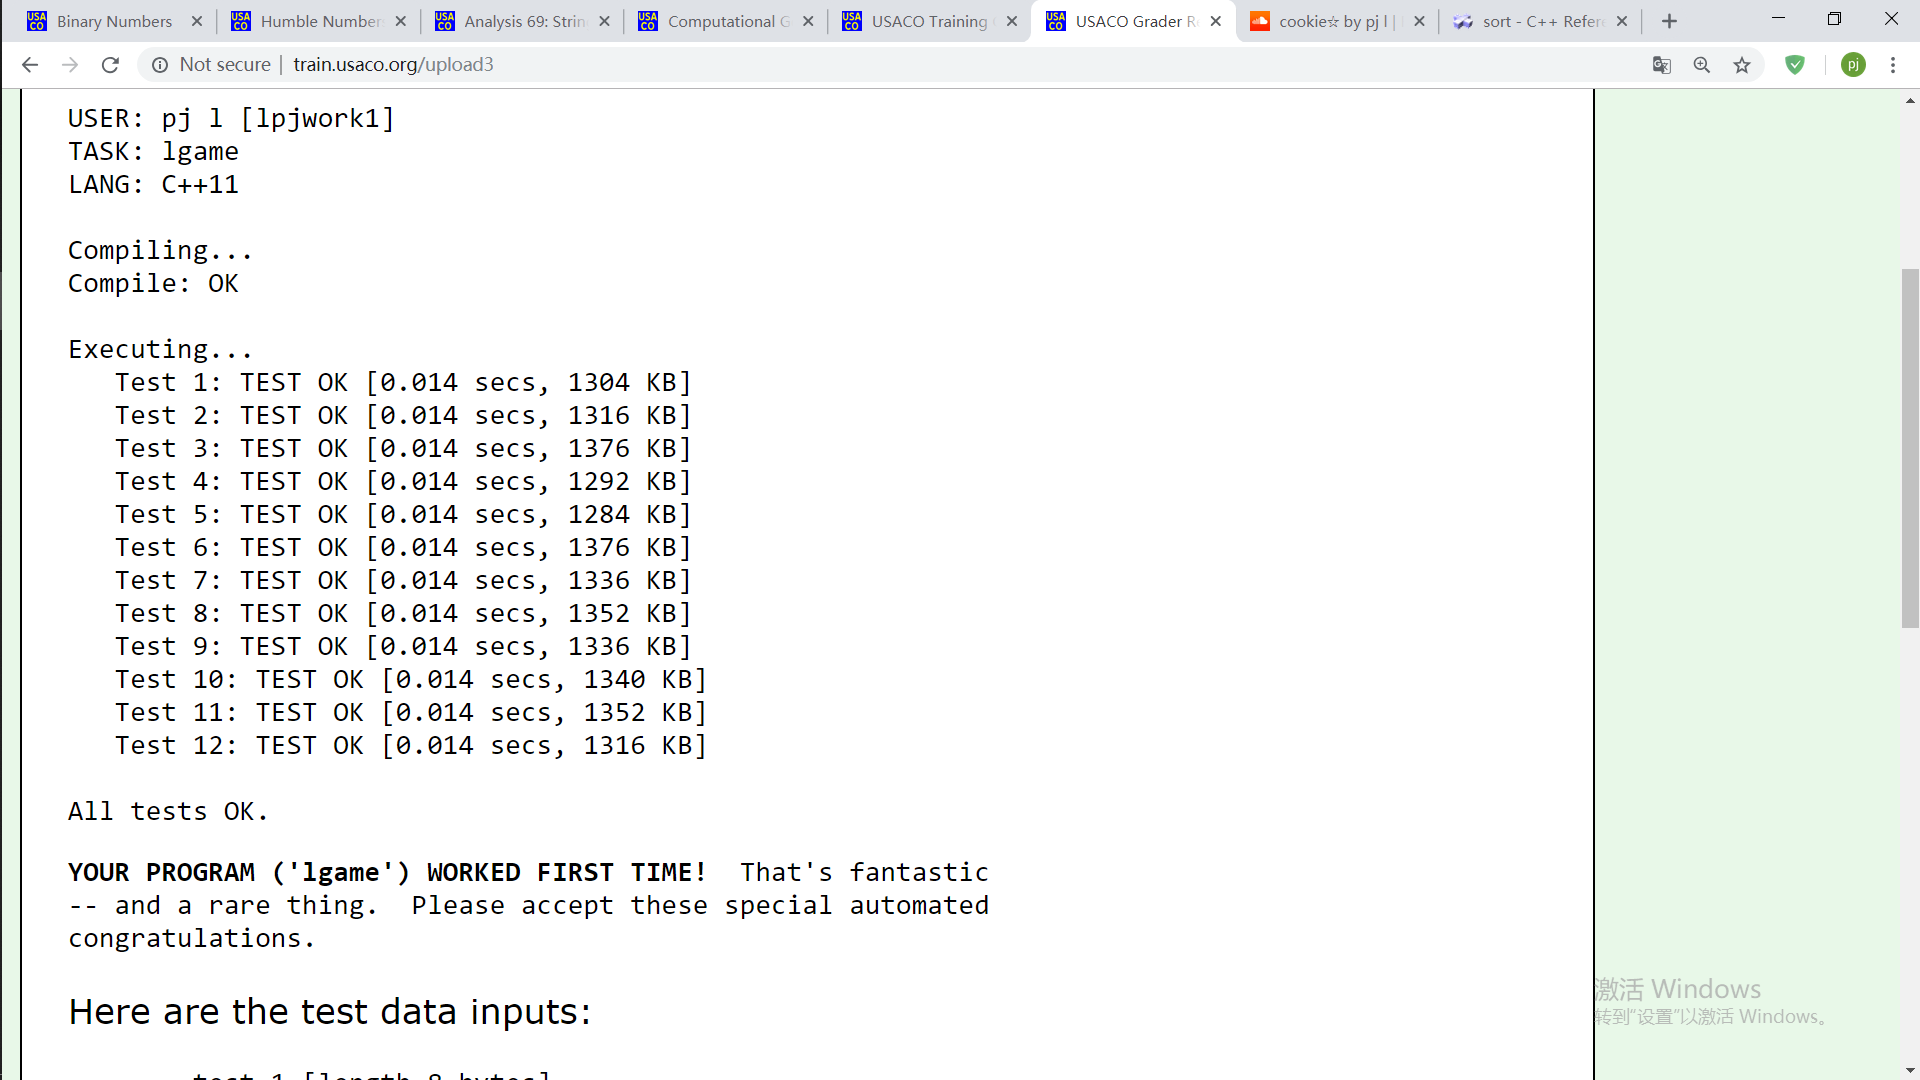 Binary Numbers
Humble Number
Analysis 69: Strin
Computational G
USACO Training
USACO Grader R
cookie☆ by pj l |
sort - C++ Refer
Not secure | train.usaco.org/upload3
pj
USER: pj l [lpjwork1]
TASK: lgame
LANG: C++11
Compiling...
Compile: OK
Executing...
Test 1: TEST OK [0.014 secs, 1304 KB]
Test 2: TEST OK [0.014 secs, 1316 KB]
Test 3: TEST OK [0.014 secs, 1376 KB]
Test 4: TEST OK [0.014 secs, 1292 KB]
Test 5: TEST OK [0.014 secs, 1284 KB]
Test 6: TEST OK [0.014 secs, 1376 KB]
Test 7: TEST OK [0.014 secs, 1336 KB]
Test 8: TEST OK [0.014 secs, 1352 KB]
Test 9: TEST OK [0.014 secs, 1336 KB]
Test 10: TEST OK [0.014 secs, 1340 KB]
Test 11: TEST OK [0.014 secs, 1352 KB]
Test 12: TEST OK [0.014 secs, 1316 KB]
All tests OK.
YOUR PROGRAM ('lgame') WORKED FIRST TIME! That's fantastic
-- and a rare thing. Please accept these special automated
congratulations.
Here are the test data inputs:
test 1 [length 8 bytes]
激活 Windows
转到"设置"以激活 Windows。